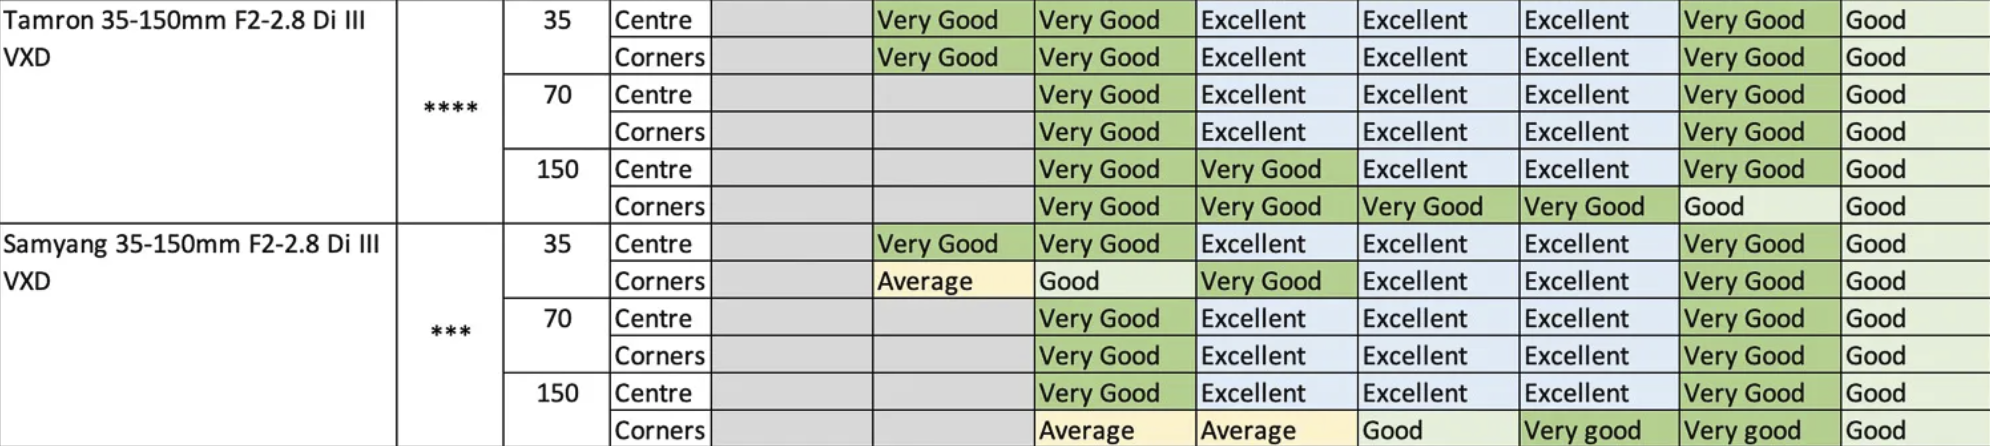 Tamron 35-150mm F2-2.8 Di III 35 Centre Very Good Very Good Excellent Excellent Excellent Very Good Good
VXD Corners Very Good Very Good Excellent Excellent Excellent Very Good Good
70 Centre Very Good Excellent Excellent Excellent Very Good Good
**** Corners Very Good Excellent Excellent Excellent Very Good Good
150 Centre Very Good Very Good Excellent Excellent Very Good Good
Corners Very Good Very Good Very Good Very Good Good Good
Samyang 35-150mm F2-2.8 Di III 35 Centre Very Good Very Good Excellent Excellent Excellent Very Good Good
VXD Corners Average Good Very Good Excellent Excellent Very Good Good
70 Centre Very Good Excellent Excellent Excellent Very Good Good
*** Corners Very Good Excellent Excellent Excellent Very Good Good
150 Centre Very Good Excellent Excellent Excellent Very Good Good
Corners Average Average Good Very good Very good Good